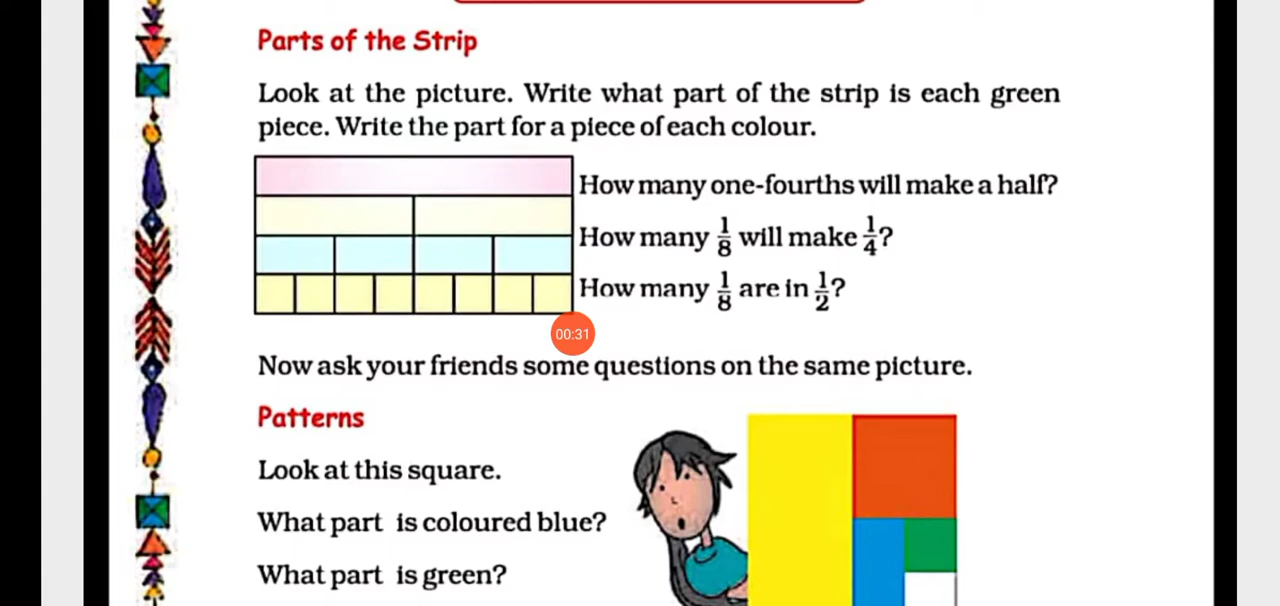 Parts of the Strip
Look at the picture. Write what part of the strip is each green
piece. Write the part for a piece of each colour.
How many one-fourths will make a half?
How many 1/8 will make 1/4?
How many 1/8 are in 1/2?
00:31
Now ask your friends some questions on the same picture.
Patterns
Look at this square.
What part is coloured blue?
What part is green?